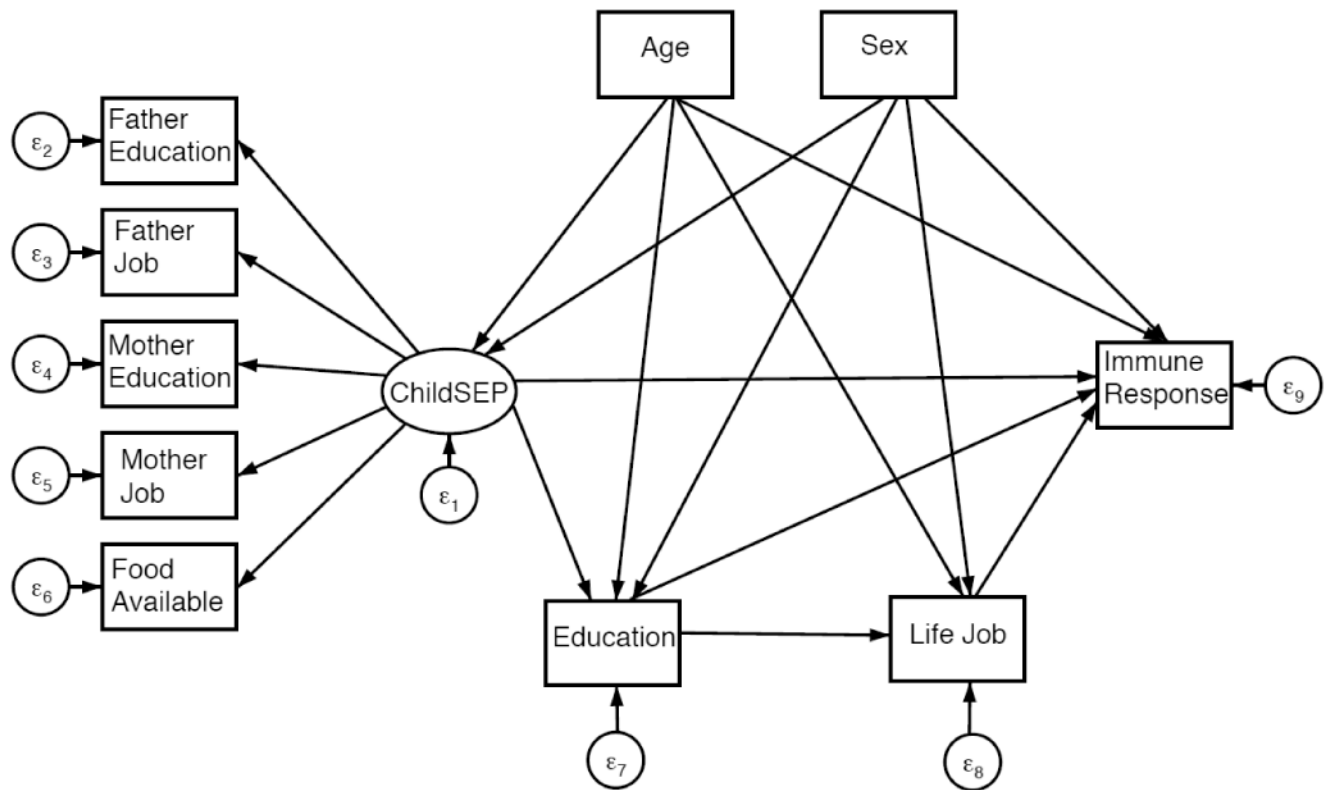 Age
Sex
Father
Education
ε2
Father
Job
ε3
Mother
Education
ε4
Mother
Job
ε5
Food
Available
ε6
ChildSEP
ε1
Immune
Response
ε9
Education
ε7
Life Job
ε8